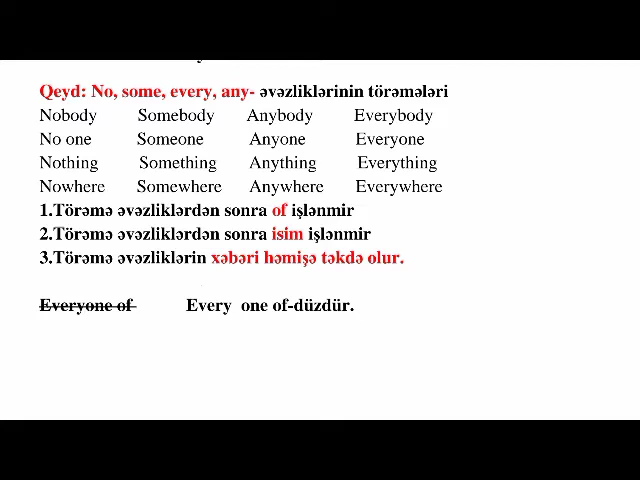 Qeyd: No, some, every, any- əvəzliklərinin törəmələri
Nobody Somebody Anybody Everybody
No one Someone Anyone Everyone
Nothing Something Anything Everything
Nowhere Somewhere Anywhere Everywhere
1.Törəmə əvəzliklərdən sonra of işlənmir
2.Törəmə əvəzliklərdən sonra isim işlənmir
3.Törəmə əvəzliklərin xəbəri həmişə təkdə olur.
Everyone of Every one of-düzdür.